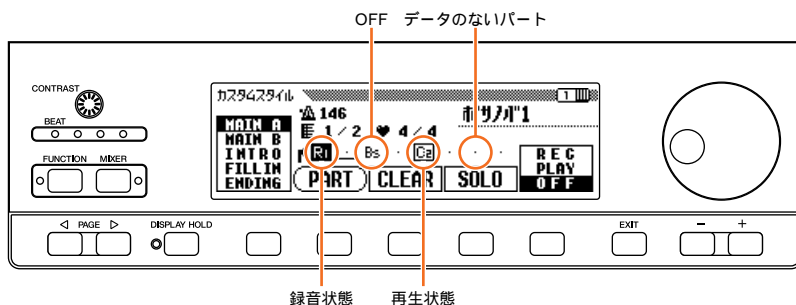 OFF データのないパート
CONTRAST
BEAT
FUNCTION MIXER
カスタムスタイル 1
146 ボサノバ1
1/2 4/4
MAIN A
MAIN B
INTRO
FILLIN
ENDING
R1 Bs C2
PART CLEAR SOLO
REC
PLAY
OFF
PAGE DISPLAY HOLD EXIT − +
録音状態 再生状態